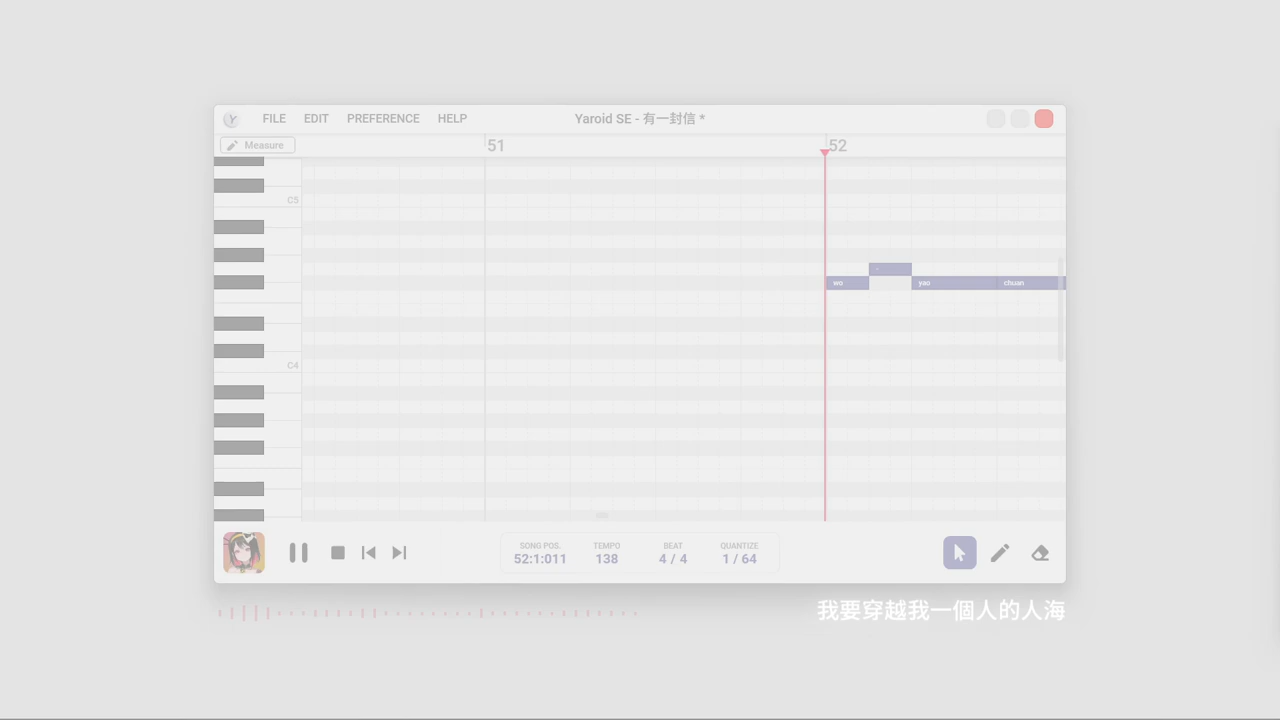 Y FILE EDIT PREFERENCE HELP Yaroid SE - 有一封信 *
Measure 51 52
C5
-
wo yao chuan
C4
SONG POS. TEMPO BEAT QUANTIZE
52:1:011 138 4 / 4 1 / 64
我要穿越我一個人的人海